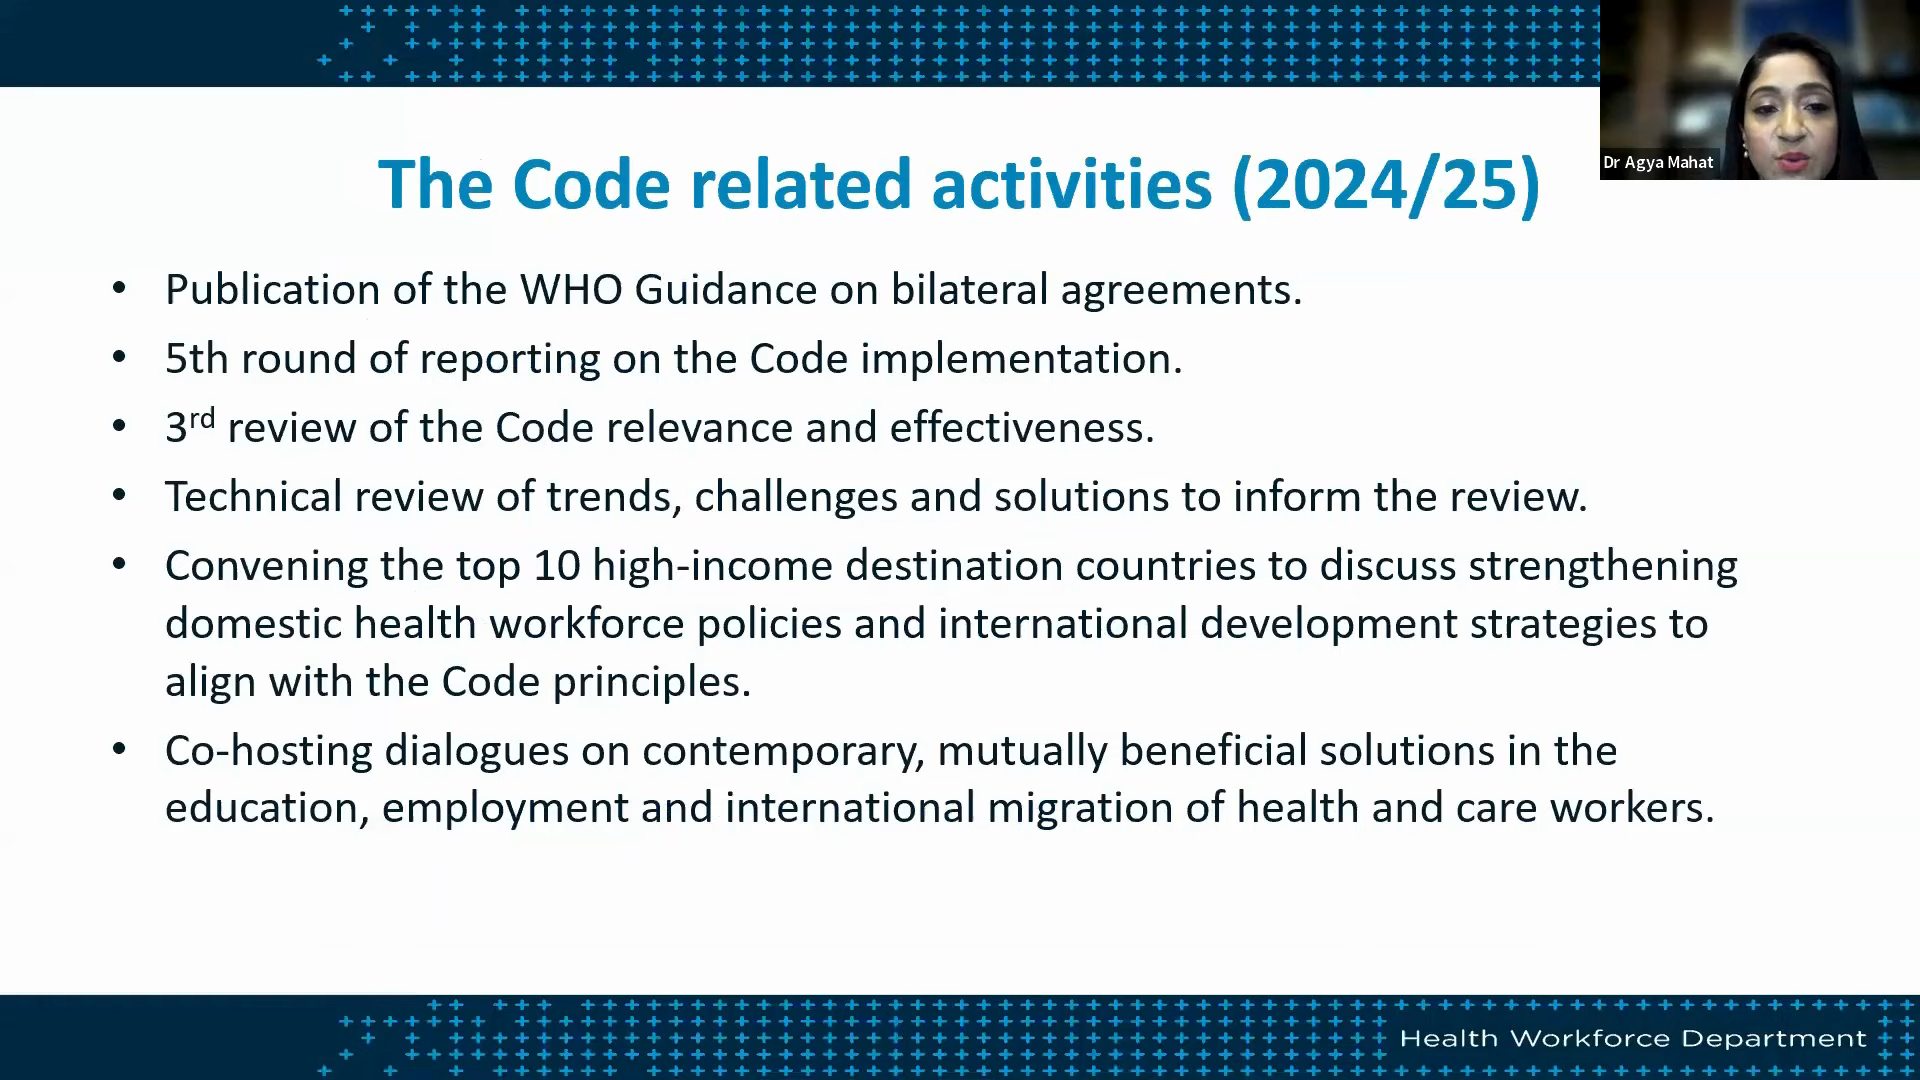 The Code related activities (2024/25)
Dr Agya Mahat
• Publication of the WHO Guidance on bilateral agreements.
• 5th round of reporting on the Code implementation.
• 3rd review of the Code relevance and effectiveness.
• Technical review of trends, challenges and solutions to inform the review.
• Convening the top 10 high-income destination countries to discuss strengthening
domestic health workforce policies and international development strategies to
align with the Code principles.
• Co-hosting dialogues on contemporary, mutually beneficial solutions in the
education, employment and international migration of health and care workers.
Health Workforce Department